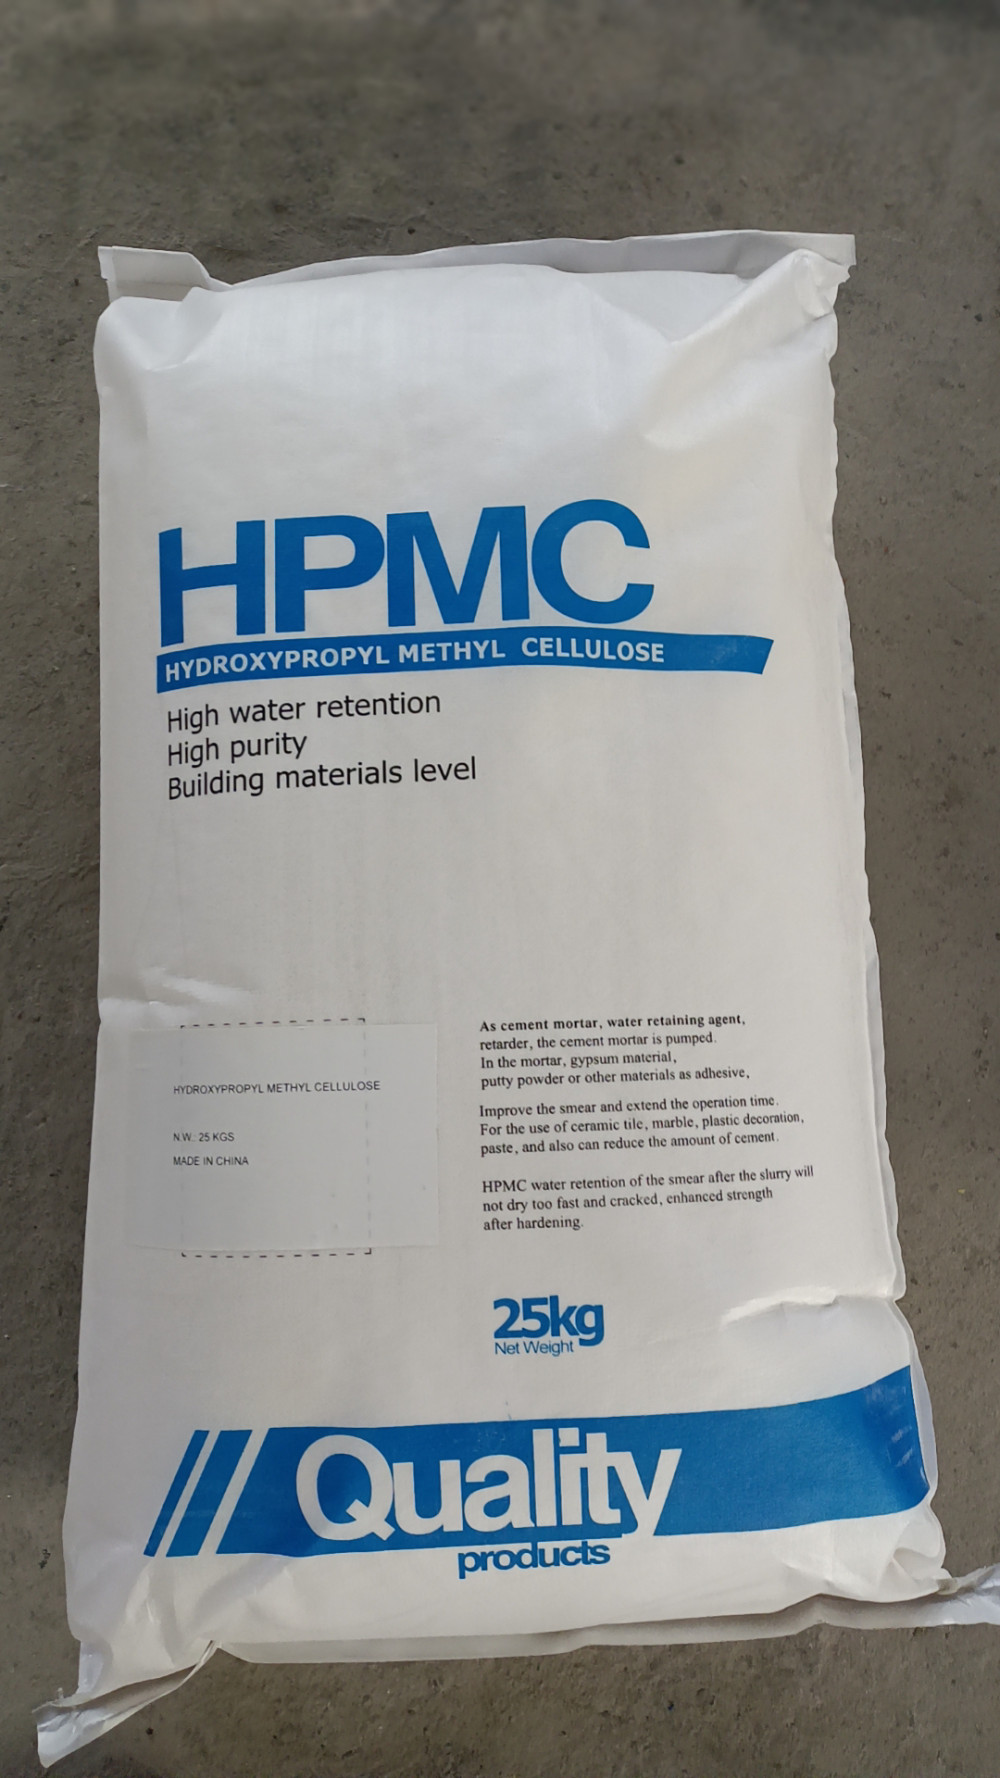 HPMC
HYDROXYPROPYL METHYL CELLULOSE
High water retention
High purity
Building materials level
HYDROXYPROPYL METHYL CELLULOSE
N.W.: 25 KGS
MADE IN CHINA
As cement mortar, water retaining agent,
retarder, the cement mortar is pumped.
In the mortar, gypsum material,
putty powder or other materials as adhesive,
Improve the smear and extend the operation time.
For the use of ceramic tile, marble, plastic decoration,
paste, and also can reduce the amount of cement.
HPMC water retention of the smear after the slurry will
not dry too fast and cracked, enhanced strength
after hardening.
25kg
Net Weight
Quality
products